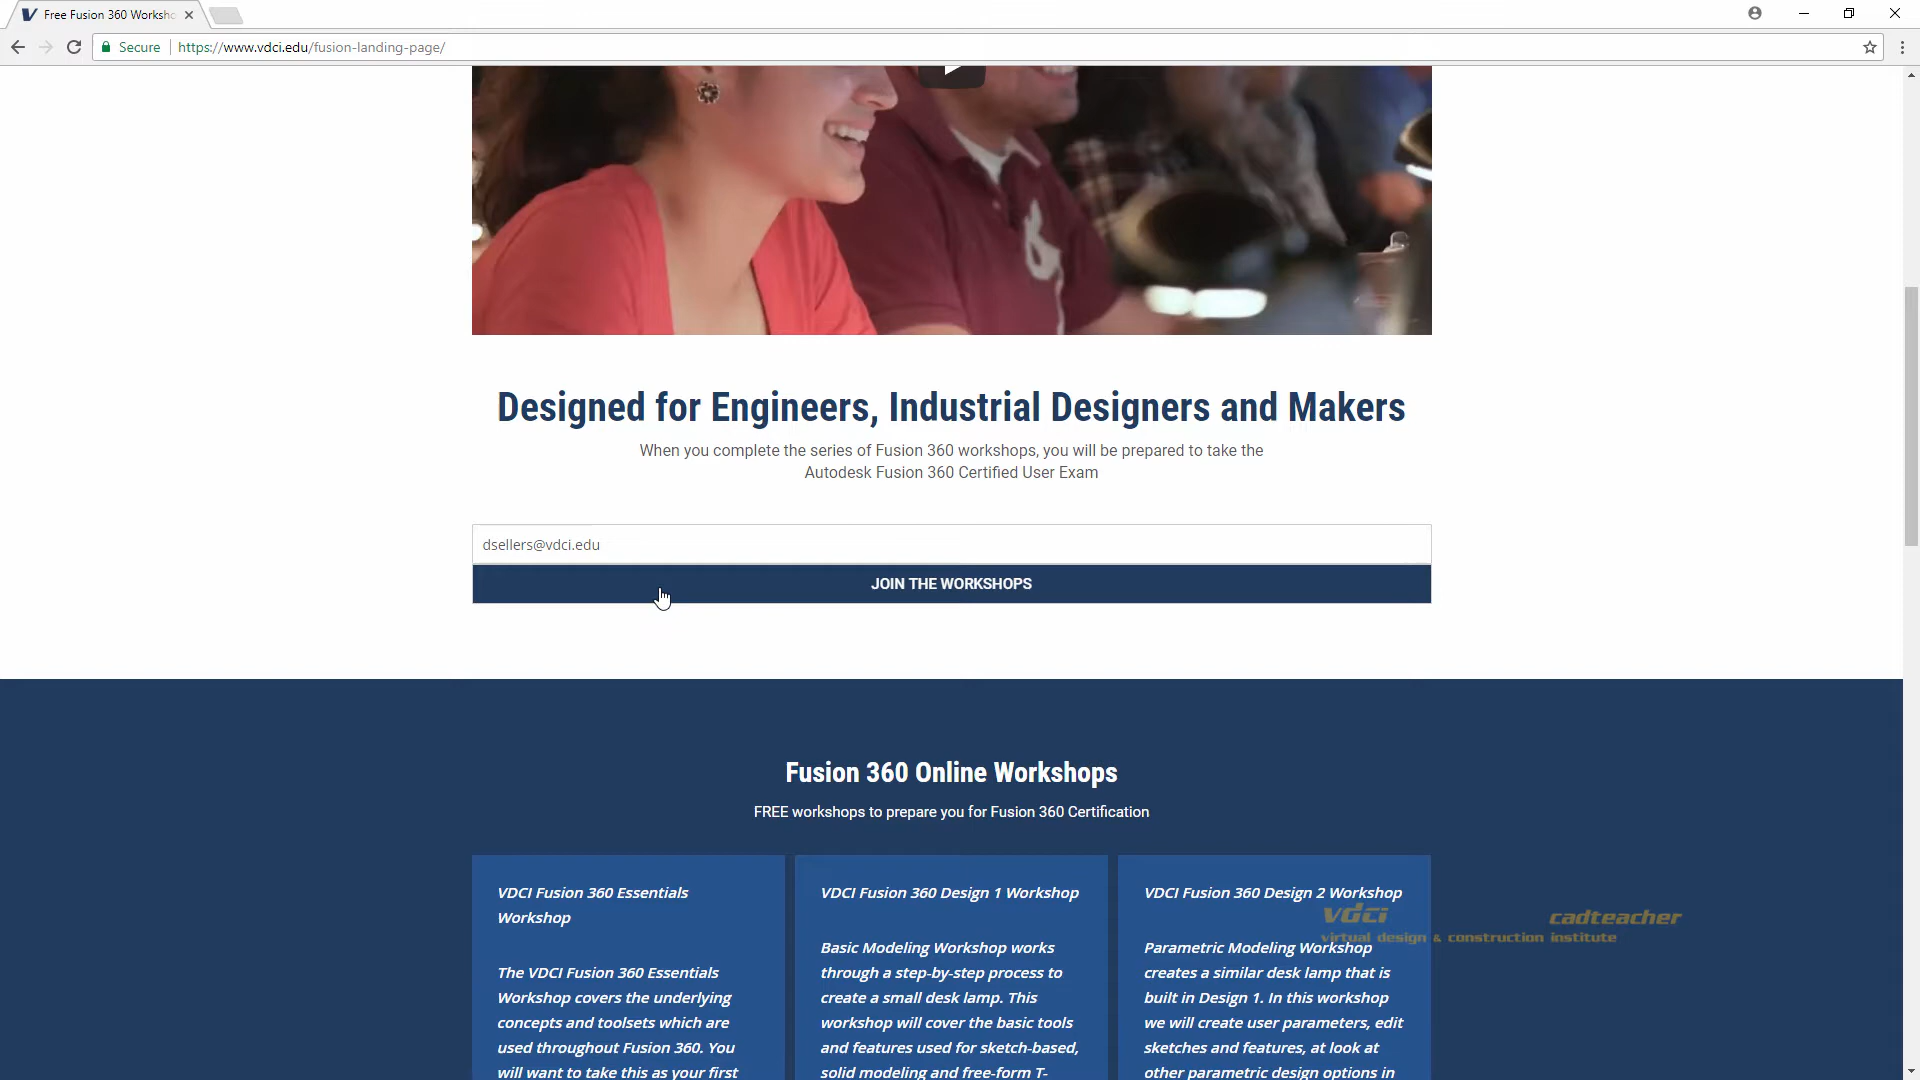 Free Fusion 360 Worksh
Secure https://www.vdci.edu/fusion-landing-page/
Designed for Engineers, Industrial Designers and Makers
When you complete the series of Fusion 360 workshops, you will be prepared to take the
Autodesk Fusion 360 Certified User Exam
dsellers@vdci.edu
JOIN THE WORKSHOPS
Fusion 360 Online Workshops
FREE workshops to prepare you for Fusion 360 Certification
VDCI Fusion 360 Essentials
Workshop
The VDCI Fusion 360 Essentials
Workshop covers the underlying
concepts and toolsets which are
used throughout Fusion 360. You
will want to take this as your first
VDCI Fusion 360 Design 1 Workshop
Basic Modeling Workshop works
through a step-by-step process to
create a small desk lamp. This
workshop will cover the basic tools
and features used for sketch-based,
solid modeling and free-form T-
VDCI Fusion 360 Design 2 Workshop
Parametric Modeling Workshop
creates a similar desk lamp that is
built in Design 1. In this workshop
we will create user parameters, edit
sketches and features, at look at
other parametric design options in
vdci cadteacher
virtual design & construction institute